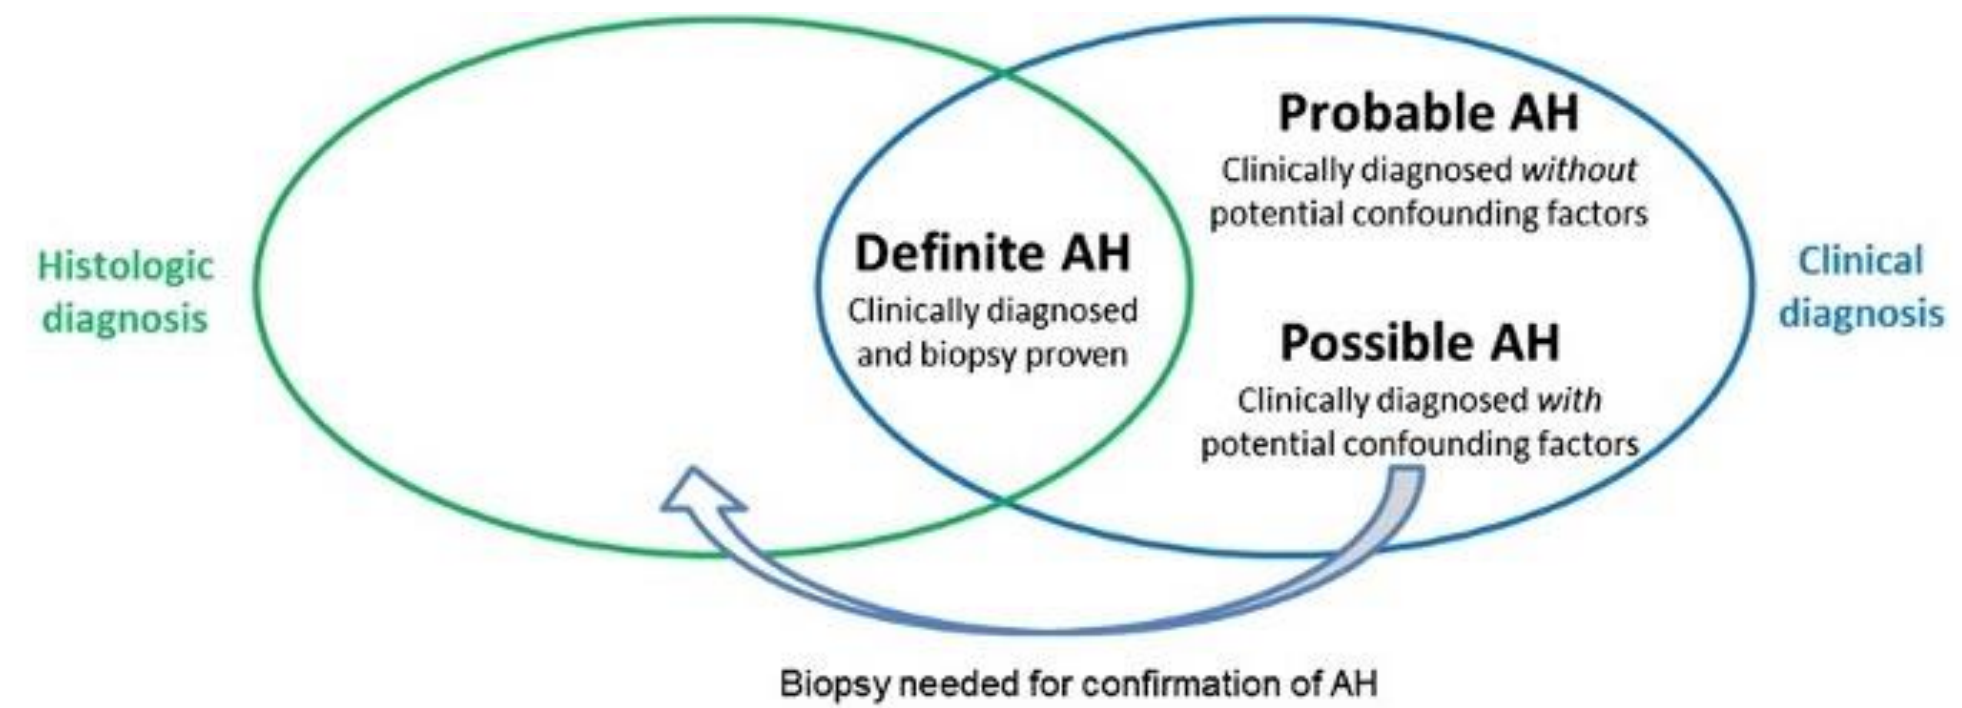 Histologic
diagnosis
Definite AH
Clinically diagnosed
and biopsy proven
Probable AH
Clinically diagnosed without
potential confounding factors
Possible AH
Clinically diagnosed with
potential confounding factors
Clinical
diagnosis
Biopsy needed for confirmation of AH